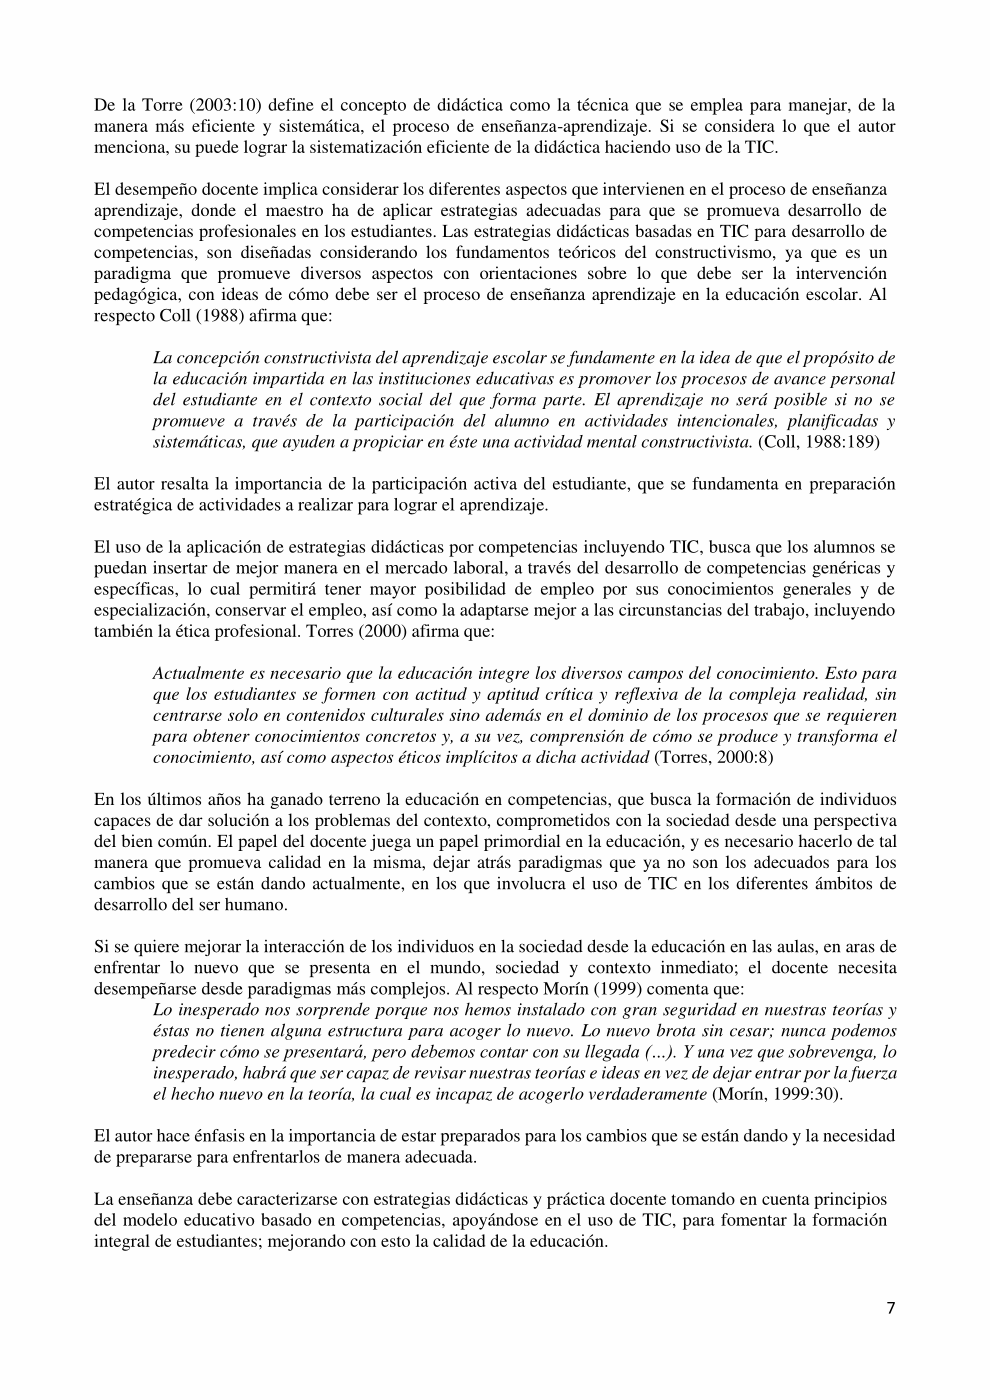 De la Torre (2003:10) define el concepto de didáctica como la técnica que se emplea para manejar, de la
manera más eficiente y sistemática, el proceso de enseñanza-aprendizaje. Si se considera lo que el autor
menciona, su puede lograr la sistematización eficiente de la didáctica haciendo uso de la TIC.
El desempeño docente implica considerar los diferentes aspectos que intervienen en el proceso de enseñanza
aprendizaje, donde el maestro ha de aplicar estrategias adecuadas para que se promueva desarrollo de
competencias profesionales en los estudiantes. Las estrategias didácticas basadas en TIC para desarrollo de
competencias, son diseñadas considerando los fundamentos teóricos del constructivismo, ya que es un
paradigma que promueve diversos aspectos con orientaciones sobre lo que debe ser la intervención
pedagógica, con ideas de cómo debe ser el proceso de enseñanza aprendizaje en la educación escolar. Al
respecto Coll (1988) afirma que:
La concepción constructivista del aprendizaje escolar se fundamente en la idea de que el propósito de
la educación impartida en las instituciones educativas es promover los procesos de avance personal
del estudiante en el contexto social del que forma parte. El aprendizaje no será posible si no se
promueve a través de la participación del alumno en actividades intencionales, planificadas y
sistemáticas, que ayuden a propiciar en éste una actividad mental constructivista. (Coll, 1988:189)
El autor resalta la importancia de la participación activa del estudiante, que se fundamenta en preparación
estratégica de actividades a realizar para lograr el aprendizaje.
El uso de la aplicación de estrategias didácticas por competencias incluyendo TIC, busca que los alumnos se
puedan insertar de mejor manera en el mercado laboral, a través del desarrollo de competencias genéricas y
específicas, lo cual permitirá tener mayor posibilidad de empleo por sus conocimientos generales y de
especialización, conservar el empleo, así como la adaptarse mejor a las circunstancias del trabajo, incluyendo
también la ética profesional. Torres (2000) afirma que:
Actualmente es necesario que la educación integre los diversos campos del conocimiento. Esto para
que los estudiantes se formen con actitud y aptitud crítica y reflexiva de la compleja realidad, sin
centrarse solo en contenidos culturales sino además en el dominio de los procesos que se requieren
para obtener conocimientos concretos y, a su vez, comprensión de cómo se produce y transforma el
conocimiento, así como aspectos éticos implícitos a dicha actividad (Torres, 2000:8)
En los últimos años ha ganado terreno la educación en competencias, que busca la formación de individuos
capaces de dar solución a los problemas del contexto, comprometidos con la sociedad desde una perspectiva
del bien común. El papel del docente juega un papel primordial en la educación, y es necesario hacerlo de tal
manera que promueva calidad en la misma, dejar atrás paradigmas que ya no son los adecuados para los
cambios que se están dando actualmente, en los que involucra el uso de TIC en los diferentes ámbitos de
desarrollo del ser humano.
Si se quiere mejorar la interacción de los individuos en la sociedad desde la educación en las aulas, en aras de
enfrentar lo nuevo que se presenta en el mundo, sociedad y contexto inmediato; el docente necesita
desempeñarse desde paradigmas más complejos. Al respecto Morín (1999) comenta que:
Lo inesperado nos sorprende porque nos hemos instalado con gran seguridad en nuestras teorías y
éstas no tienen alguna estructura para acoger lo nuevo. Lo nuevo brota sin cesar; nunca podemos
predecir cómo se presentará, pero debemos contar con su llegada (...). Y una vez que sobrevenga, lo
inesperado, habrá que ser capaz de revisar nuestras teorías e ideas en vez de dejar entrar por la fuerza
el hecho nuevo en la teoría, la cual es incapaz de acogerlo verdaderamente (Morín, 1999:30).
El autor hace énfasis en la importancia de estar preparados para los cambios que se están dando y la necesidad
de prepararse para enfrentarlos de manera adecuada.
La enseñanza debe caracterizarse con estrategias didácticas y práctica docente tomando en cuenta principios
del modelo educativo basado en competencias, apoyándose en el uso de TIC, para fomentar la formación
integral de estudiantes; mejorando con esto la calidad de la educación.
7